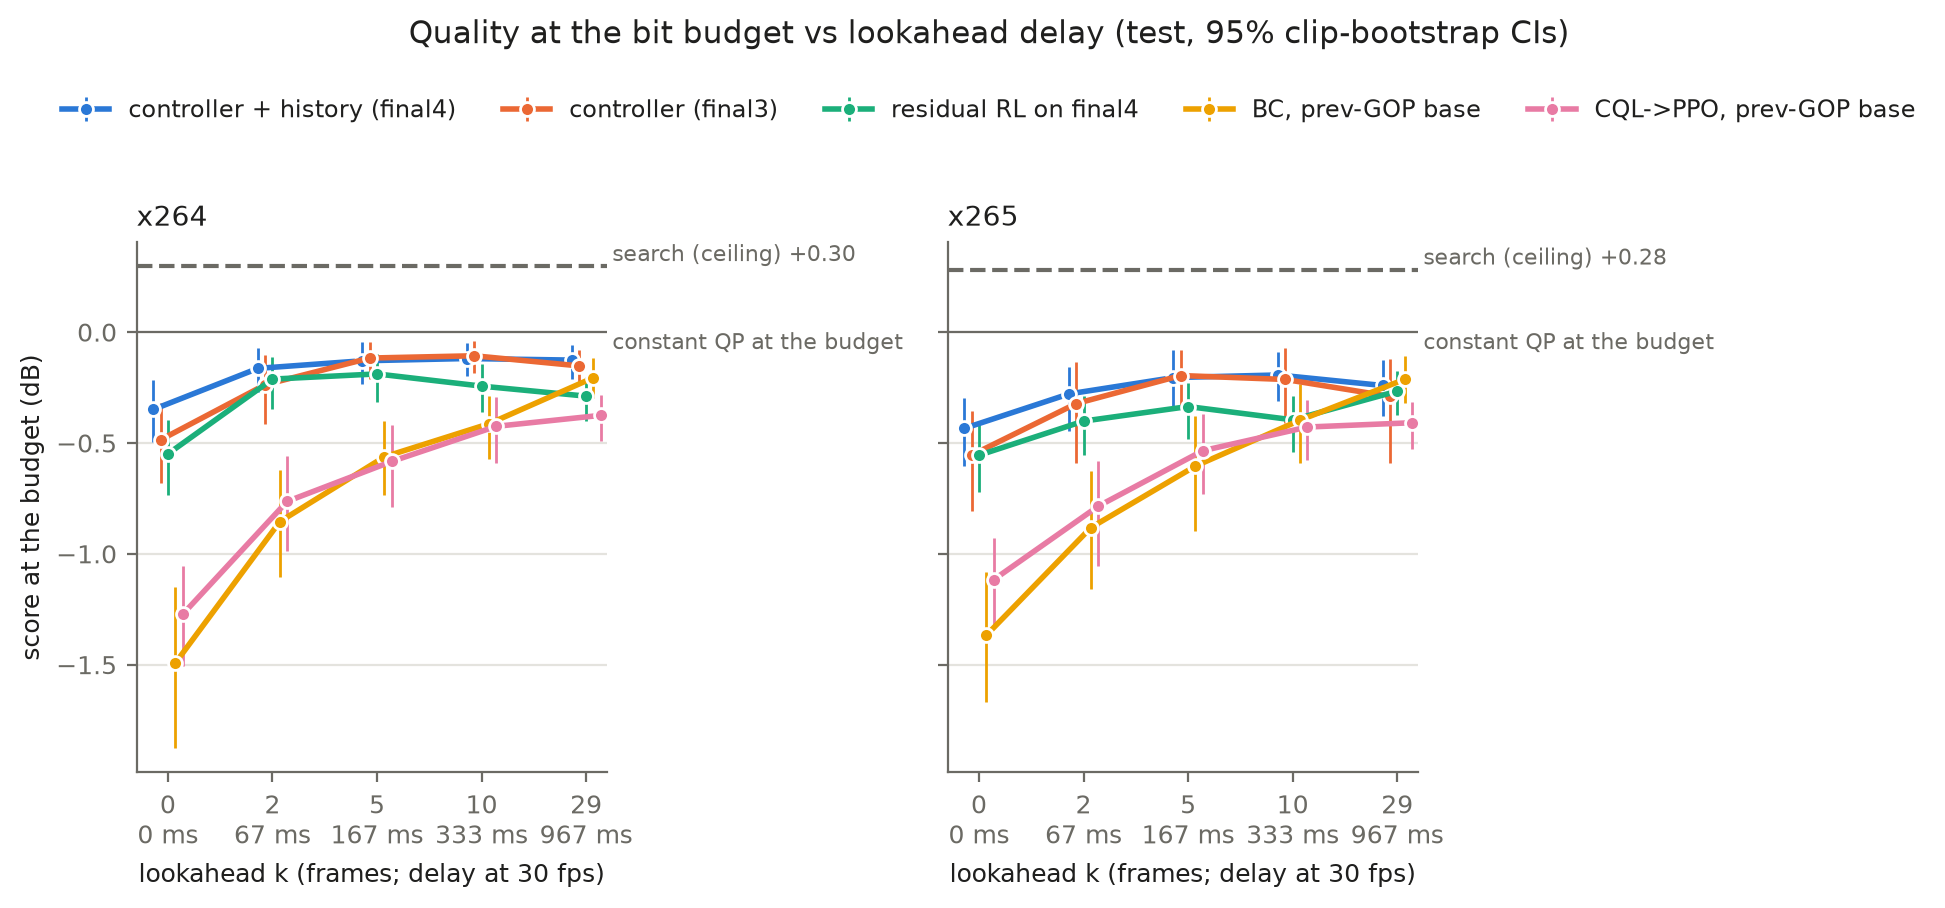 Quality at the bit budget vs lookahead delay (test, 95% clip-bootstrap CIs)
controller + history (final4)
controller (final3)
residual RL on final4
BC, prev-GOP base
CQL->PPO, prev-GOP base
x264
search (ceiling) +0.30
constant QP at the budget
score at the budget (dB)
0.0
−0.5
−1.0
−1.5
0 2 5 10 29
0 ms 67 ms 167 ms 333 ms 967 ms
lookahead k (frames; delay at 30 fps)
x265
search (ceiling) +0.28
constant QP at the budget
0 2 5 10 29
0 ms 67 ms 167 ms 333 ms 967 ms
lookahead k (frames; delay at 30 fps)